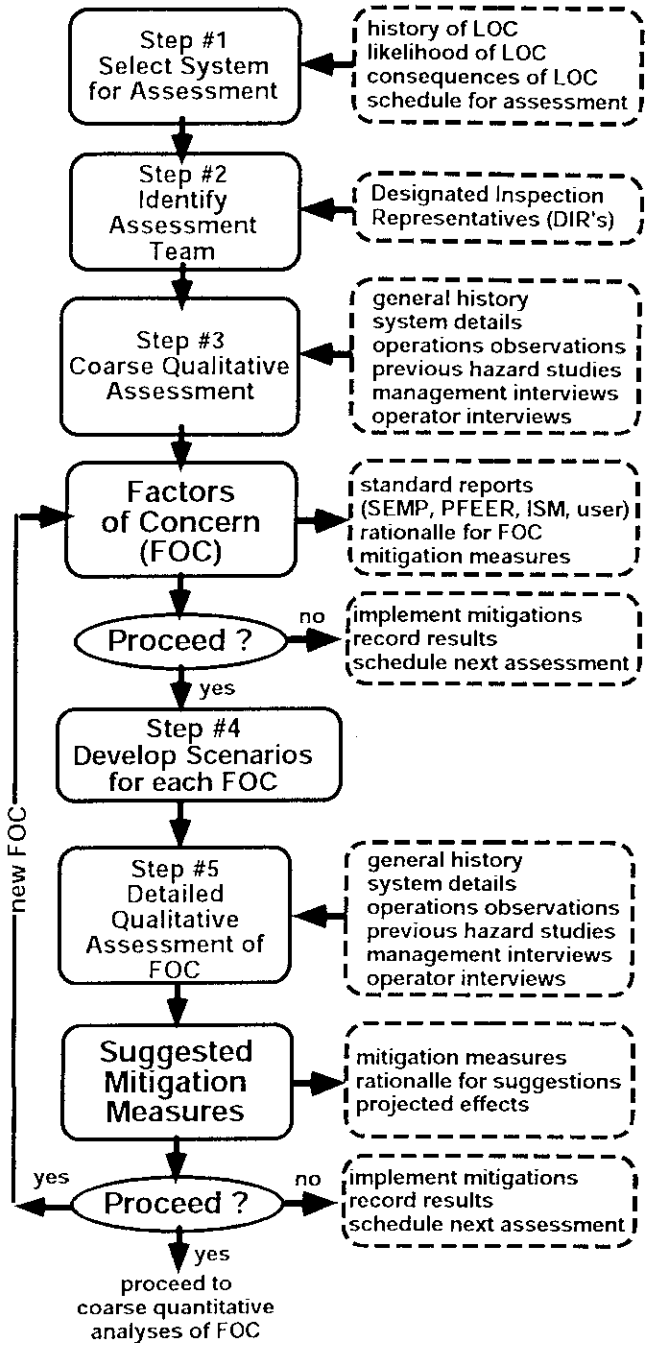 Step #1
Select System
for Assessment
history of LOC
likelihood of LOC
consequences of LOC
schedule for assessment
Step #2
Identify
Assessment
Team
Designated Inspection
Representatives (DIR's)
Step #3
Coarse Qualitative
Assessment
general history
system details
operations observations
previous hazard studies
management interviews
operator interviews
Factors
of Concern
(FOC)
standard reports
(SEMP, PFEER, ISM, user)
rationalle for FOC
mitigation measures
Proceed ?
no
implement mitigations
record results
schedule next assessment
yes
Step #4
Develop Scenarios
for each FOC
new FOC
Step #5
Detailed
Qualitative
Assessment of
FOC
general history
system details
operations observations
previous hazard studies
management interviews
operator interviews
Suggested
Mitigation
Measures
mitigation measures
rationalle for suggestions
projected effects
yes
Proceed ?
no
implement mitigations
record results
schedule next assessment
yes
proceed to
coarse quantitative
analyses of FOC